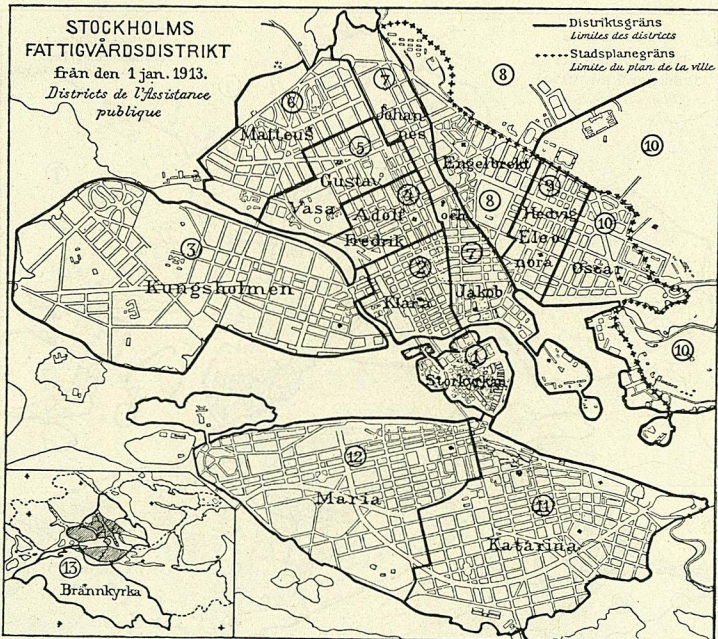 STOCKHOLMS
FATTIGVÅRDSDISTRIKT
från den 1 jan. 1913.
Districts de l'Assistance
publique
Distriktsgräns
Limites des districts
Stadsplanegräns
Limite du plan de la ville
8
10
7
Johan-
nes
6
Matteus
5
Gustav
Vasa
Engelbrekt
8
9
Hedvig
Eleo-
nora
10
Oscar
4
Adolf
Fredrik
och
7
Jakob
3
Kungsholmen
2
Klara
10
1
Storkyrkan
12
Maria
11
Katarina
13
Brännkyrka